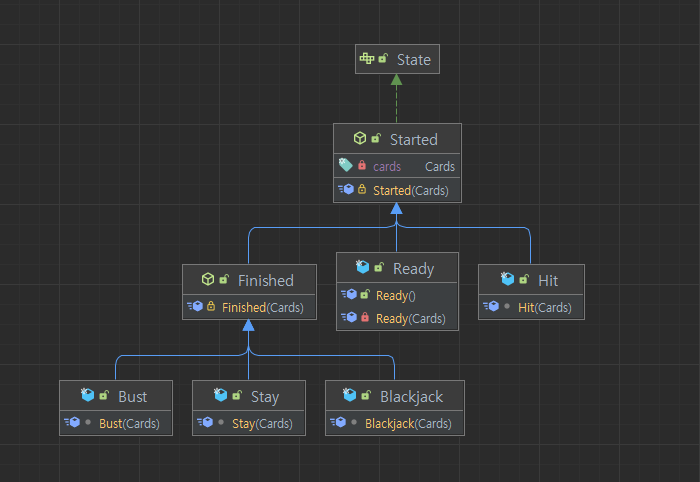 State
Started
cards Cards
Started(Cards)
Finished
Finished(Cards)
Ready
Ready()
Ready(Cards)
Hit
Hit(Cards)
Bust
Bust(Cards)
Stay
Stay(Cards)
Blackjack
Blackjack(Cards)